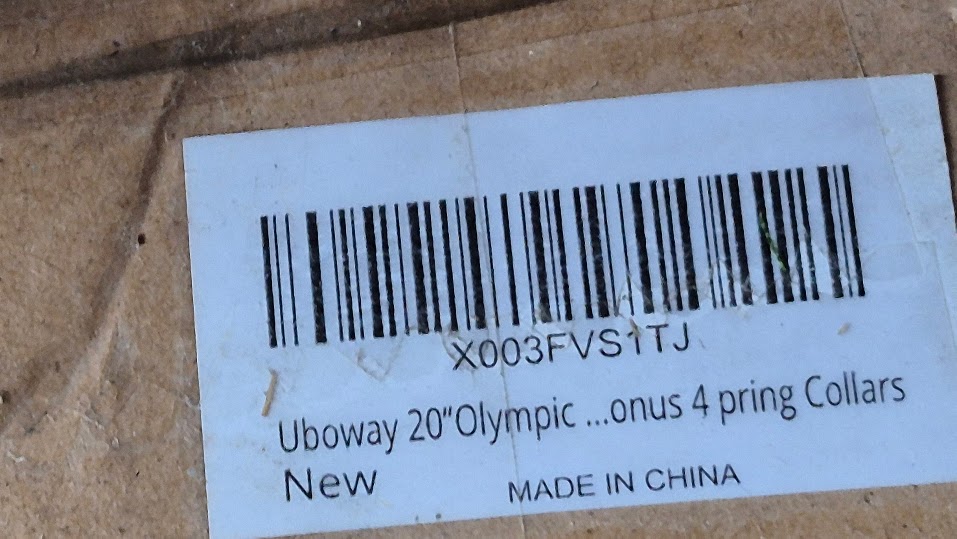 X003FVS1TJ
Uboway 20"Olympic ...onus 4 pring Collars
New
MADE IN CHINA